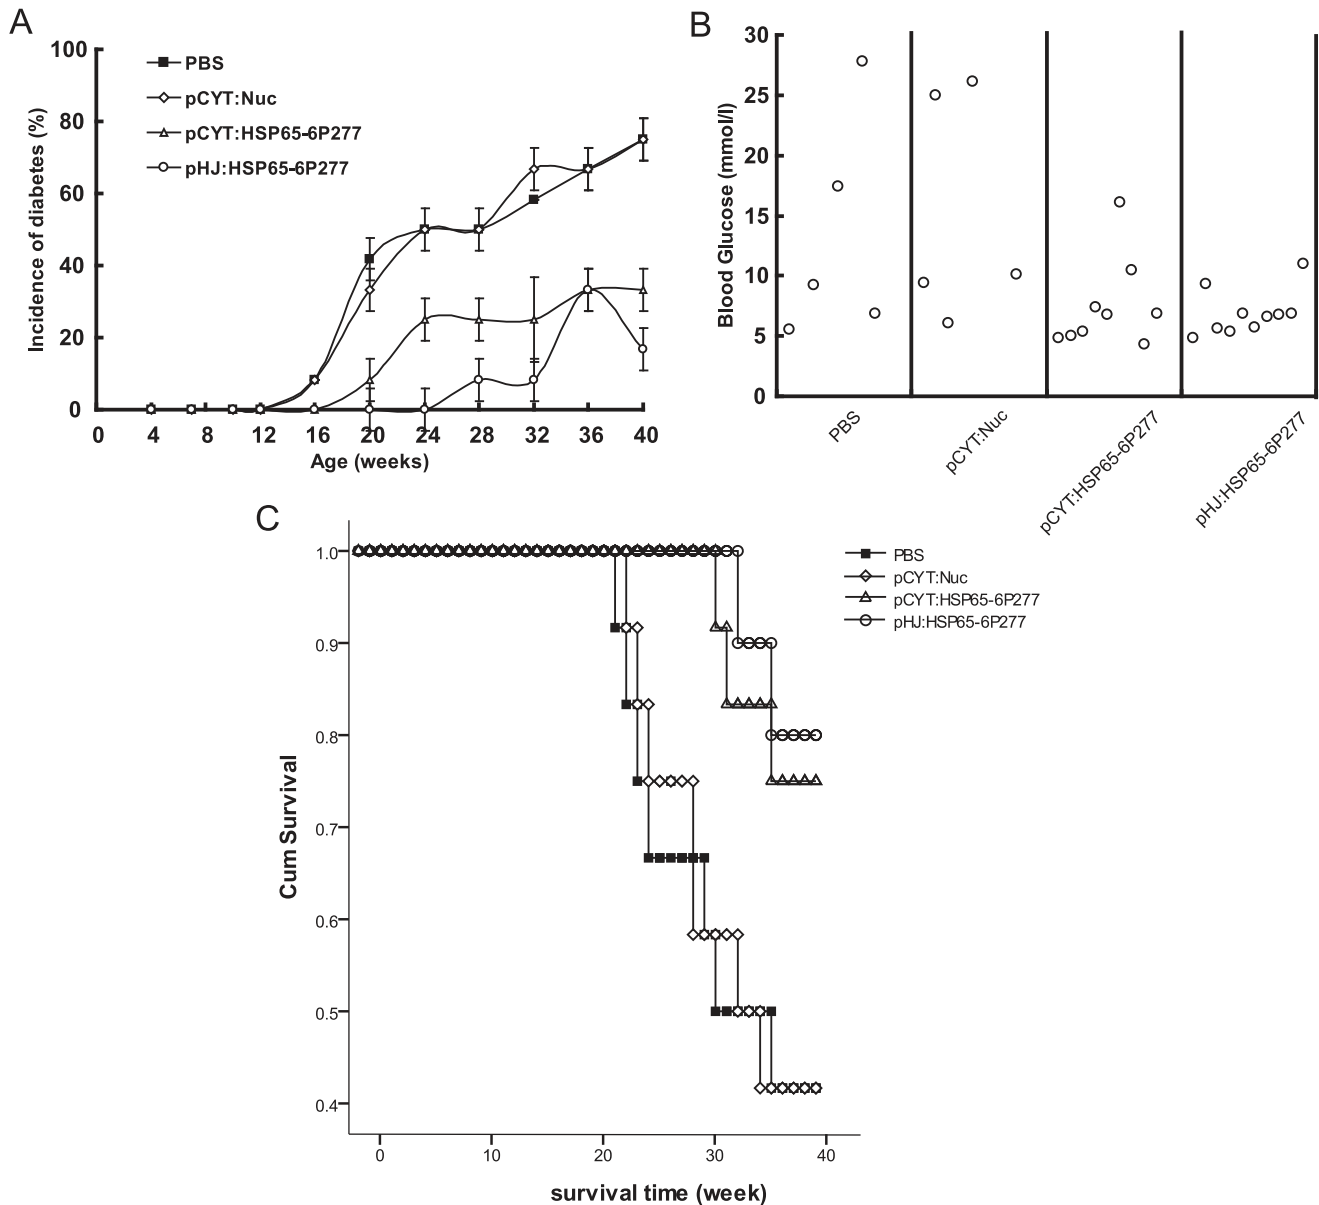 A
100
80
60
40
20
0
Incidence of diabetes (%)
PBS
pCYT:Nuc
pCYT:HSP65-6P277
pHJ:HSP65-6P277
0 4 8 12 16 20 24 28 32 36 40
Age (weeks)
B
30
25
20
15
10
5
0
Blood Glucose (mmol/l)
PBS
pCYT:Nuc
pCYT:HSP65-6P277
pHJ:HSP65-6P277
C
1.0
0.9
0.8
0.7
0.6
0.5
0.4
Cum Survival
PBS
pCYT:Nuc
pCYT:HSP65-6P277
pHJ:HSP65-6P277
0 10 20 30 40
survival time (week)